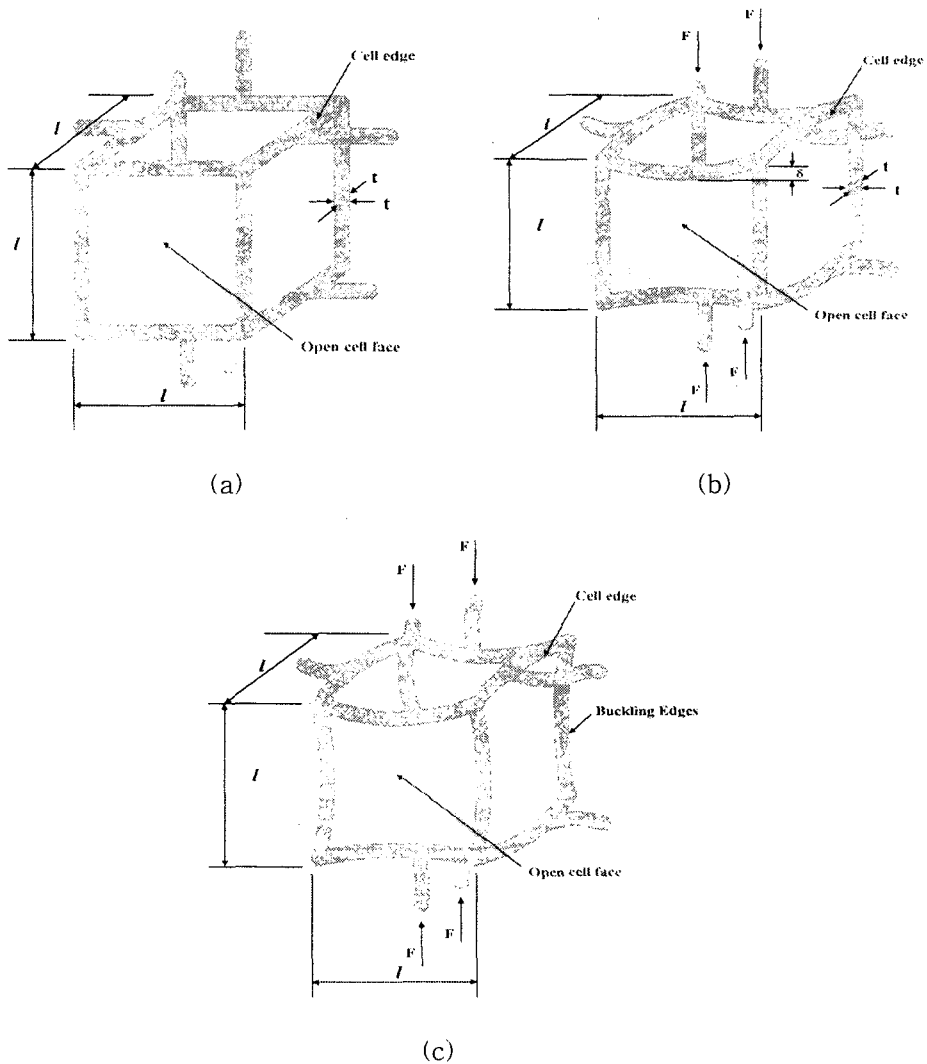 Cell edge
l
t
t
l
Open cell face
l
(a)
F
F
Cell edge
l
δ
t
t
l
Open cell face
F
F
l
(b)
F
F
Cell edge
l
Buckling Edges
l
Open cell face
F
F
l
(c)